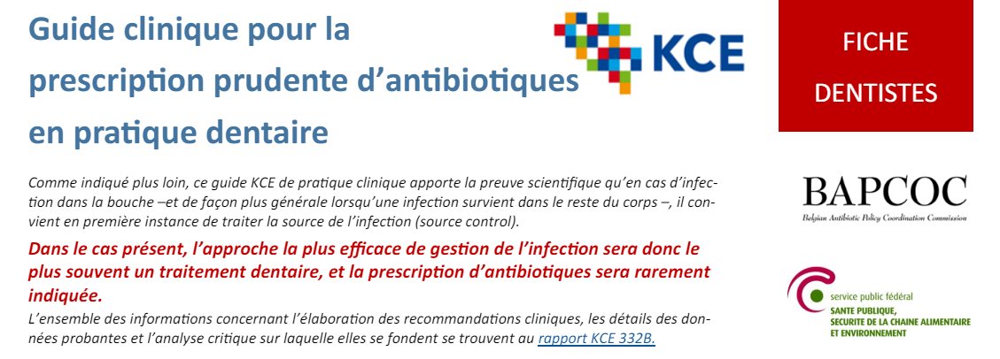 Guide clinique pour la
prescription prudente d’antibiotiques
en pratique dentaire
KCE
FICHE
DENTISTES
Comme indiqué plus loin, ce guide KCE de pratique clinique apporte la preuve scientifique qu’en cas d’infec-
tion dans la bouche –et de façon plus générale lorsqu’une infection survient dans le reste du corps –, il con-
vient en première instance de traiter la source de l’infection (source control).
Dans le cas présent, l’approche la plus efficace de gestion de l’infection sera donc le
plus souvent un traitement dentaire, et la prescription d’antibiotiques sera rarement
indiquée.
L’ensemble des informations concernant l’élaboration des recommandations cliniques, les détails des don-
nées probantes et l’analyse critique sur laquelle elles se fondent se trouvent au rapport KCE 332B.
BAPCOC
Belgian Antibiotic Policy Coordination Commission
service public fédéral
SANTE PUBLIQUE,
SECURITE DE LA CHAINE ALIMENTAIRE
ET ENVIRONNEMENT